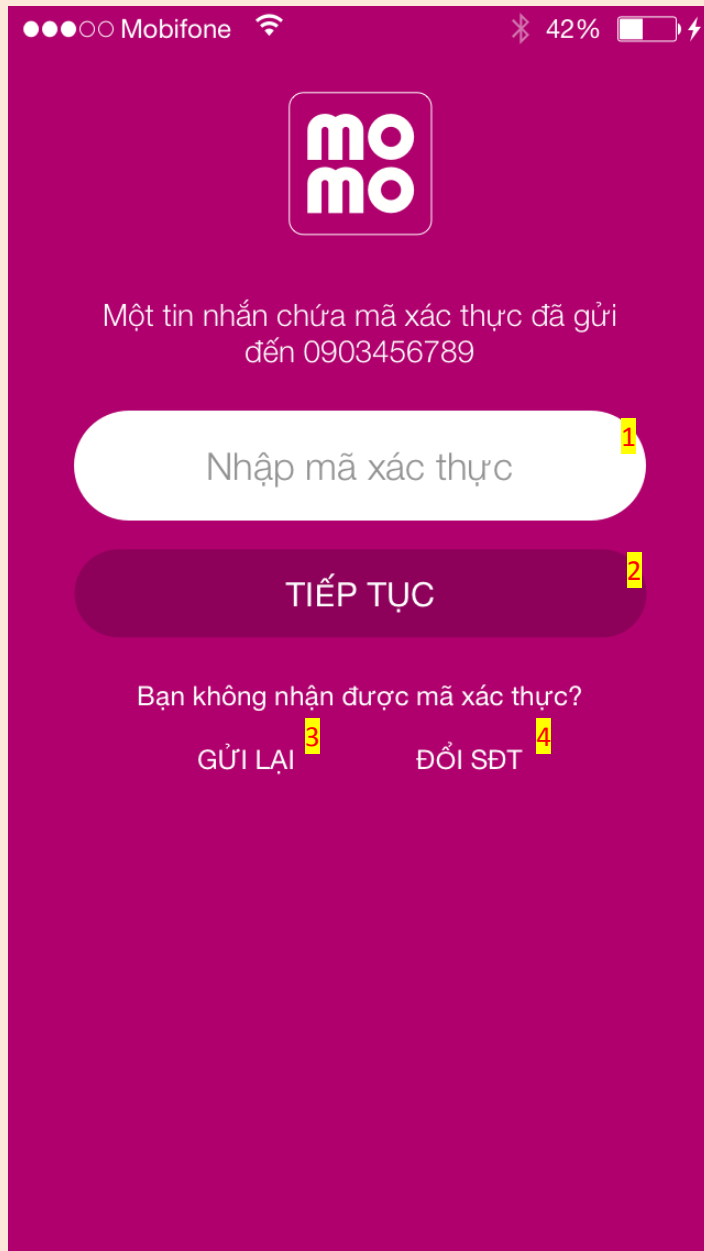 Mobifone 42%
mo
mo
Một tin nhắn chứa mã xác thực đã gửi
đến 0903456789
1
Nhập mã xác thực
2
TIẾP TỤC
Bạn không nhận được mã xác thực?
3 4
GỬI LẠI ĐỔI SĐT